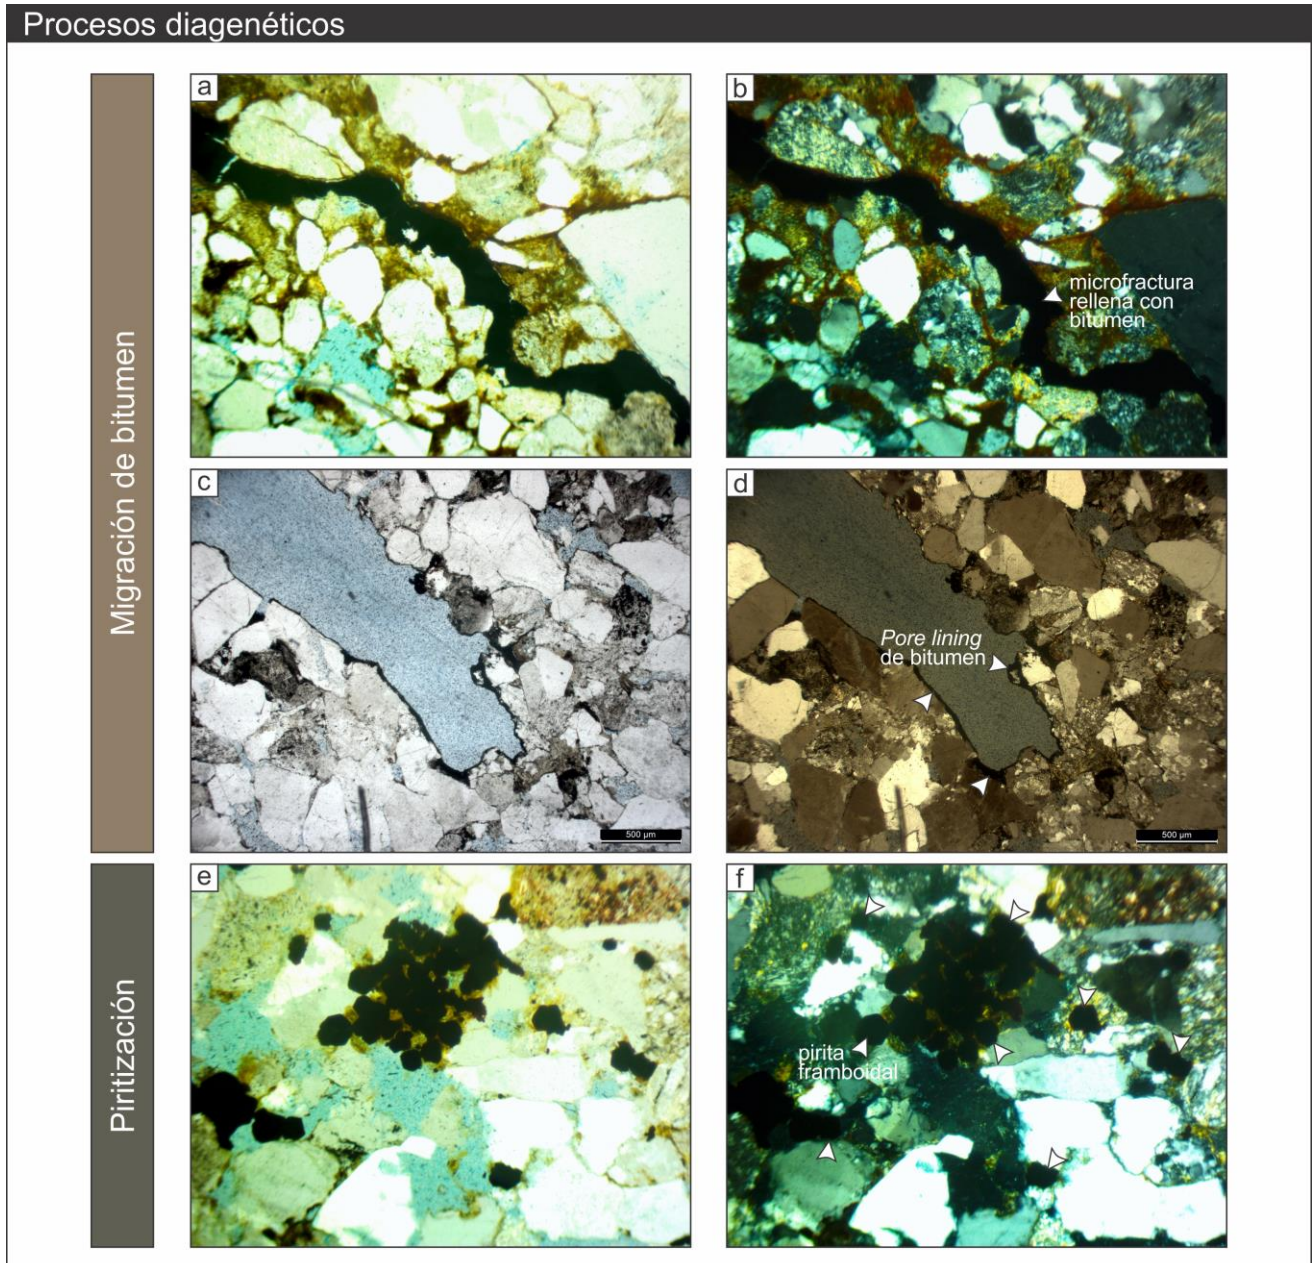 Procesos diagenéticos
Migración de bitumen
a
b
microfractura
rellena con
bitumen
c
500 µm
d
Pore lining
de bitumen
500 µm
Piritización
e
f
pirita
framboidal